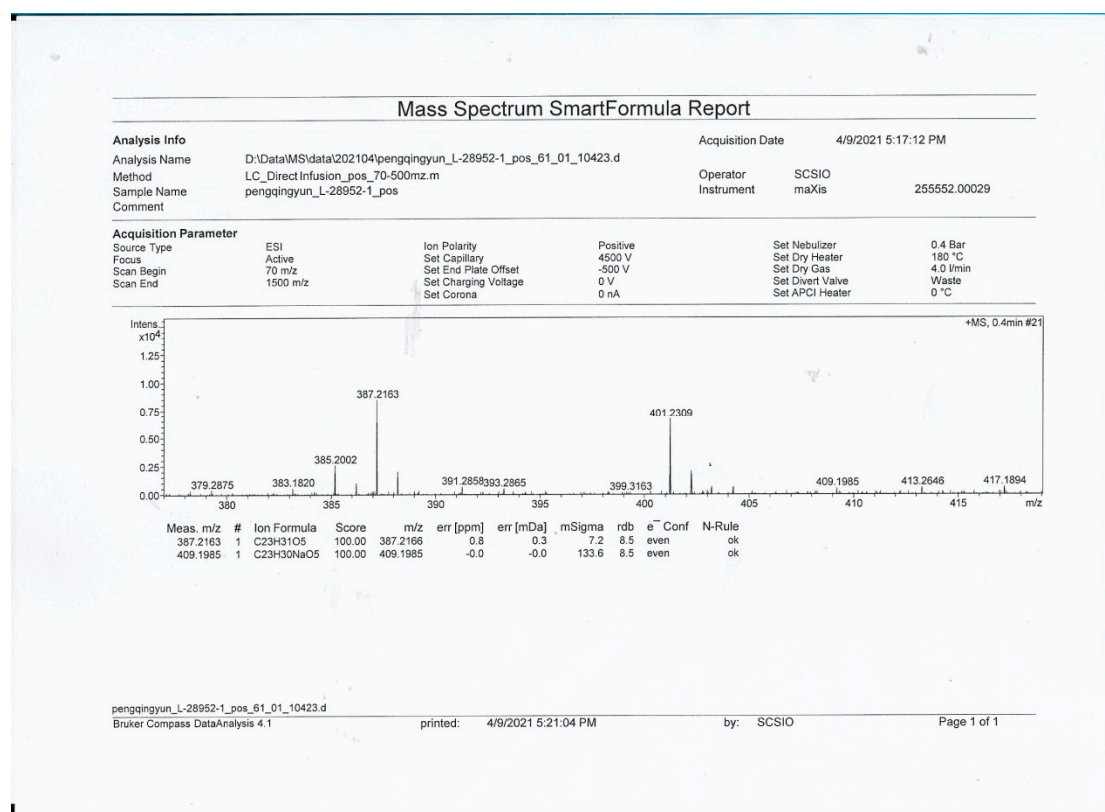 Mass Spectrum SmartFormula Report
Analysis Info Acquisition Date 4/9/2021 5:17:12 PM
Analysis Name D:\Data\MS\data\202104\pengqingyun_L-28952-1_pos_61_01_10423.d
Method LC_Direct Infusion_pos_70-500mz.m Operator SCSIO
Sample Name pengqingyun_L-28952-1_pos Instrument maXis 255552.00029
Comment
Acquisition Parameter
Source Type ESI Ion Polarity Positive Set Nebulizer 0.4 Bar
Focus Active Set Capillary 4500 V Set Dry Heater 180 °C
Scan Begin 70 m/z Set End Plate Offset -500 V Set Dry Gas 4.0 l/min
Scan End 1500 m/z Set Charging Voltage 0 V Set Divert Valve Waste
Set Corona 0 nA Set APCI Heater 0 °C
Intens. +MS, 0.4min #21
x10⁴
1.25
1.00
387.2163
0.75
401.2309
0.50
385.2002
0.25
379.2875 383.1820 391.2858 393.2865 399.3163 409.1985 413.2646 417.1894
0.00
380 385 390 395 400 405 410 415 m/z
Meas. m/z # Ion Formula Score m/z err [ppm] err [mDa] mSigma rdb e⁻ Conf N-Rule
387.2163 1 C23H31O5 100.00 387.2166 0.8 0.3 7.2 8.5 even ok
409.1985 1 C23H30NaO5 100.00 409.1985 -0.0 -0.0 133.6 8.5 even ok
pengqingyun_L-28952-1_pos_61_01_10423.d
Bruker Compass DataAnalysis 4.1 printed: 4/9/2021 5:21:04 PM by: SCSIO Page 1 of 1